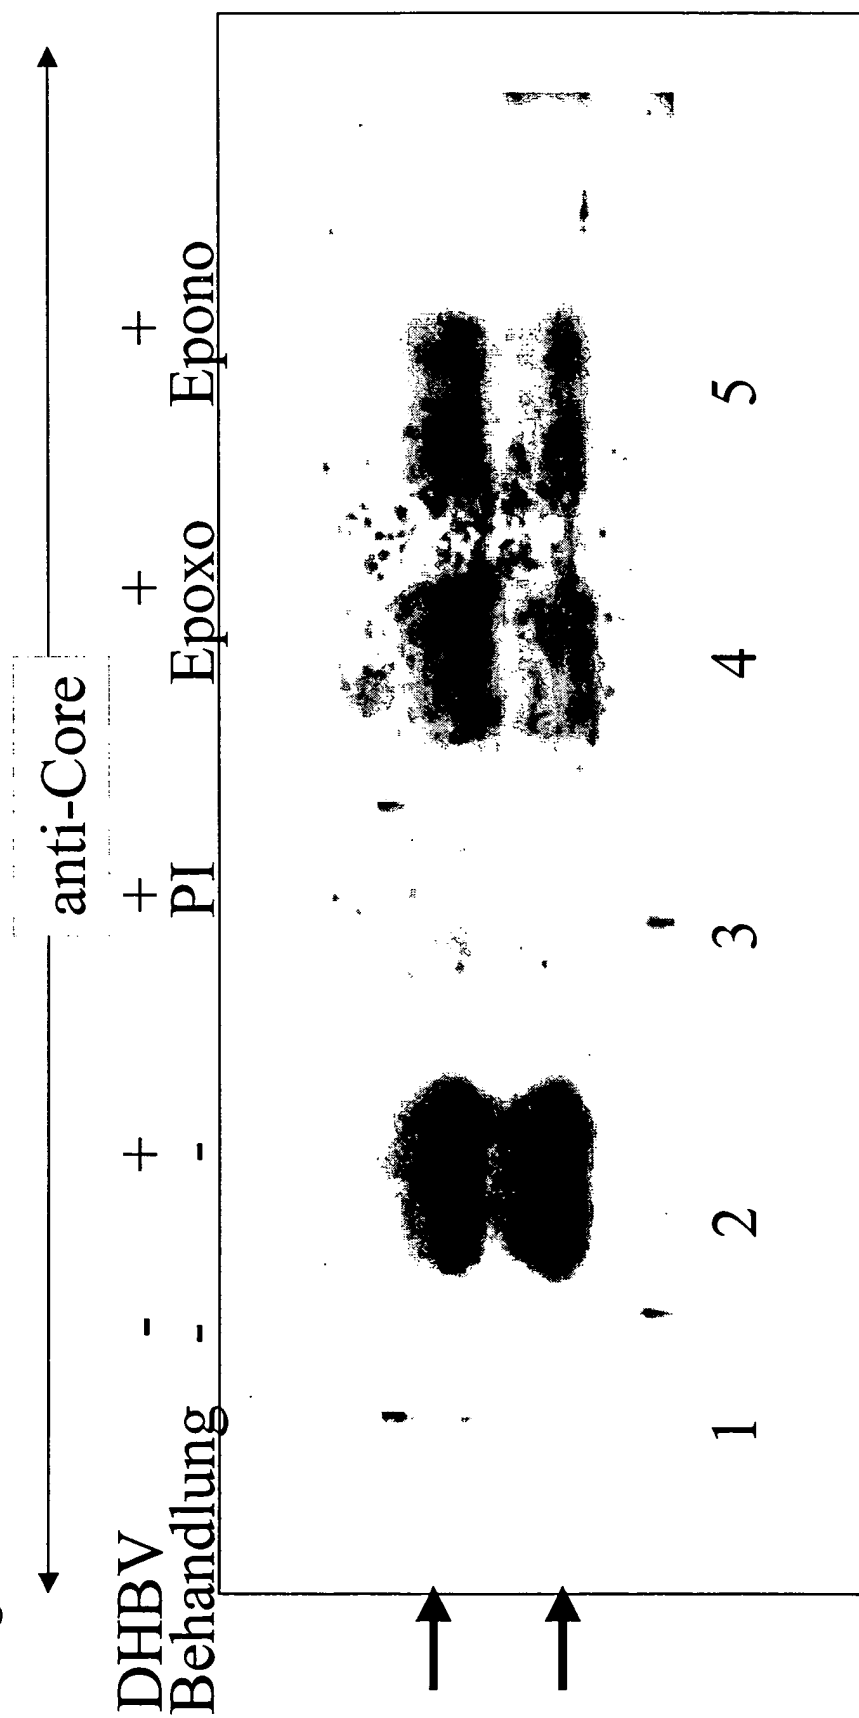 anti-Core
DHBV - + + + +
Behandlung - - PI Epoxo Epono
1 2 3 4 5